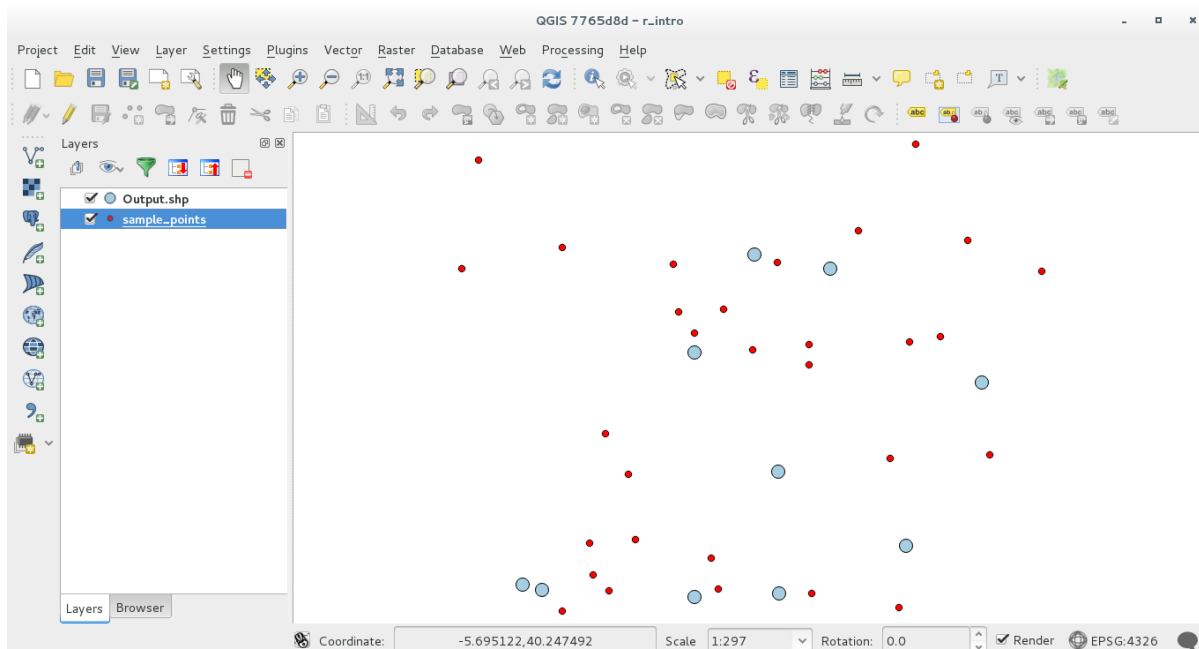 QGIS 7765d8d - r_intro
Project Edit View Layer Settings Plugins Vector Raster Database Web Processing Help
Layers
Output.shp
sample_points
Layers Browser
Coordinate: -5.695122,40.247492 Scale 1:297 Rotation: 0.0 Render EPSG:4326